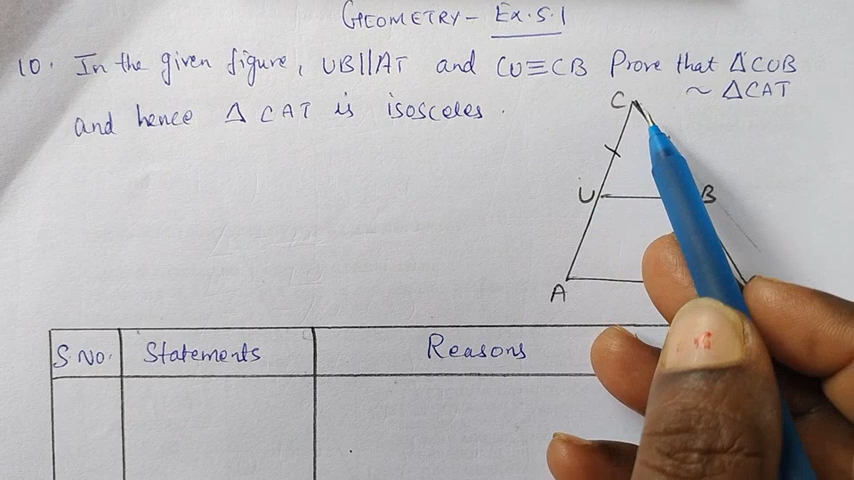 GEOMETRY - Ex.5.1
10. In the given figure, UB||AT and CU≡CB Prove that ΔCUB
~ ΔCAT
and hence Δ CAT is isosceles.
C
U B
A
S No. Statements Reasons